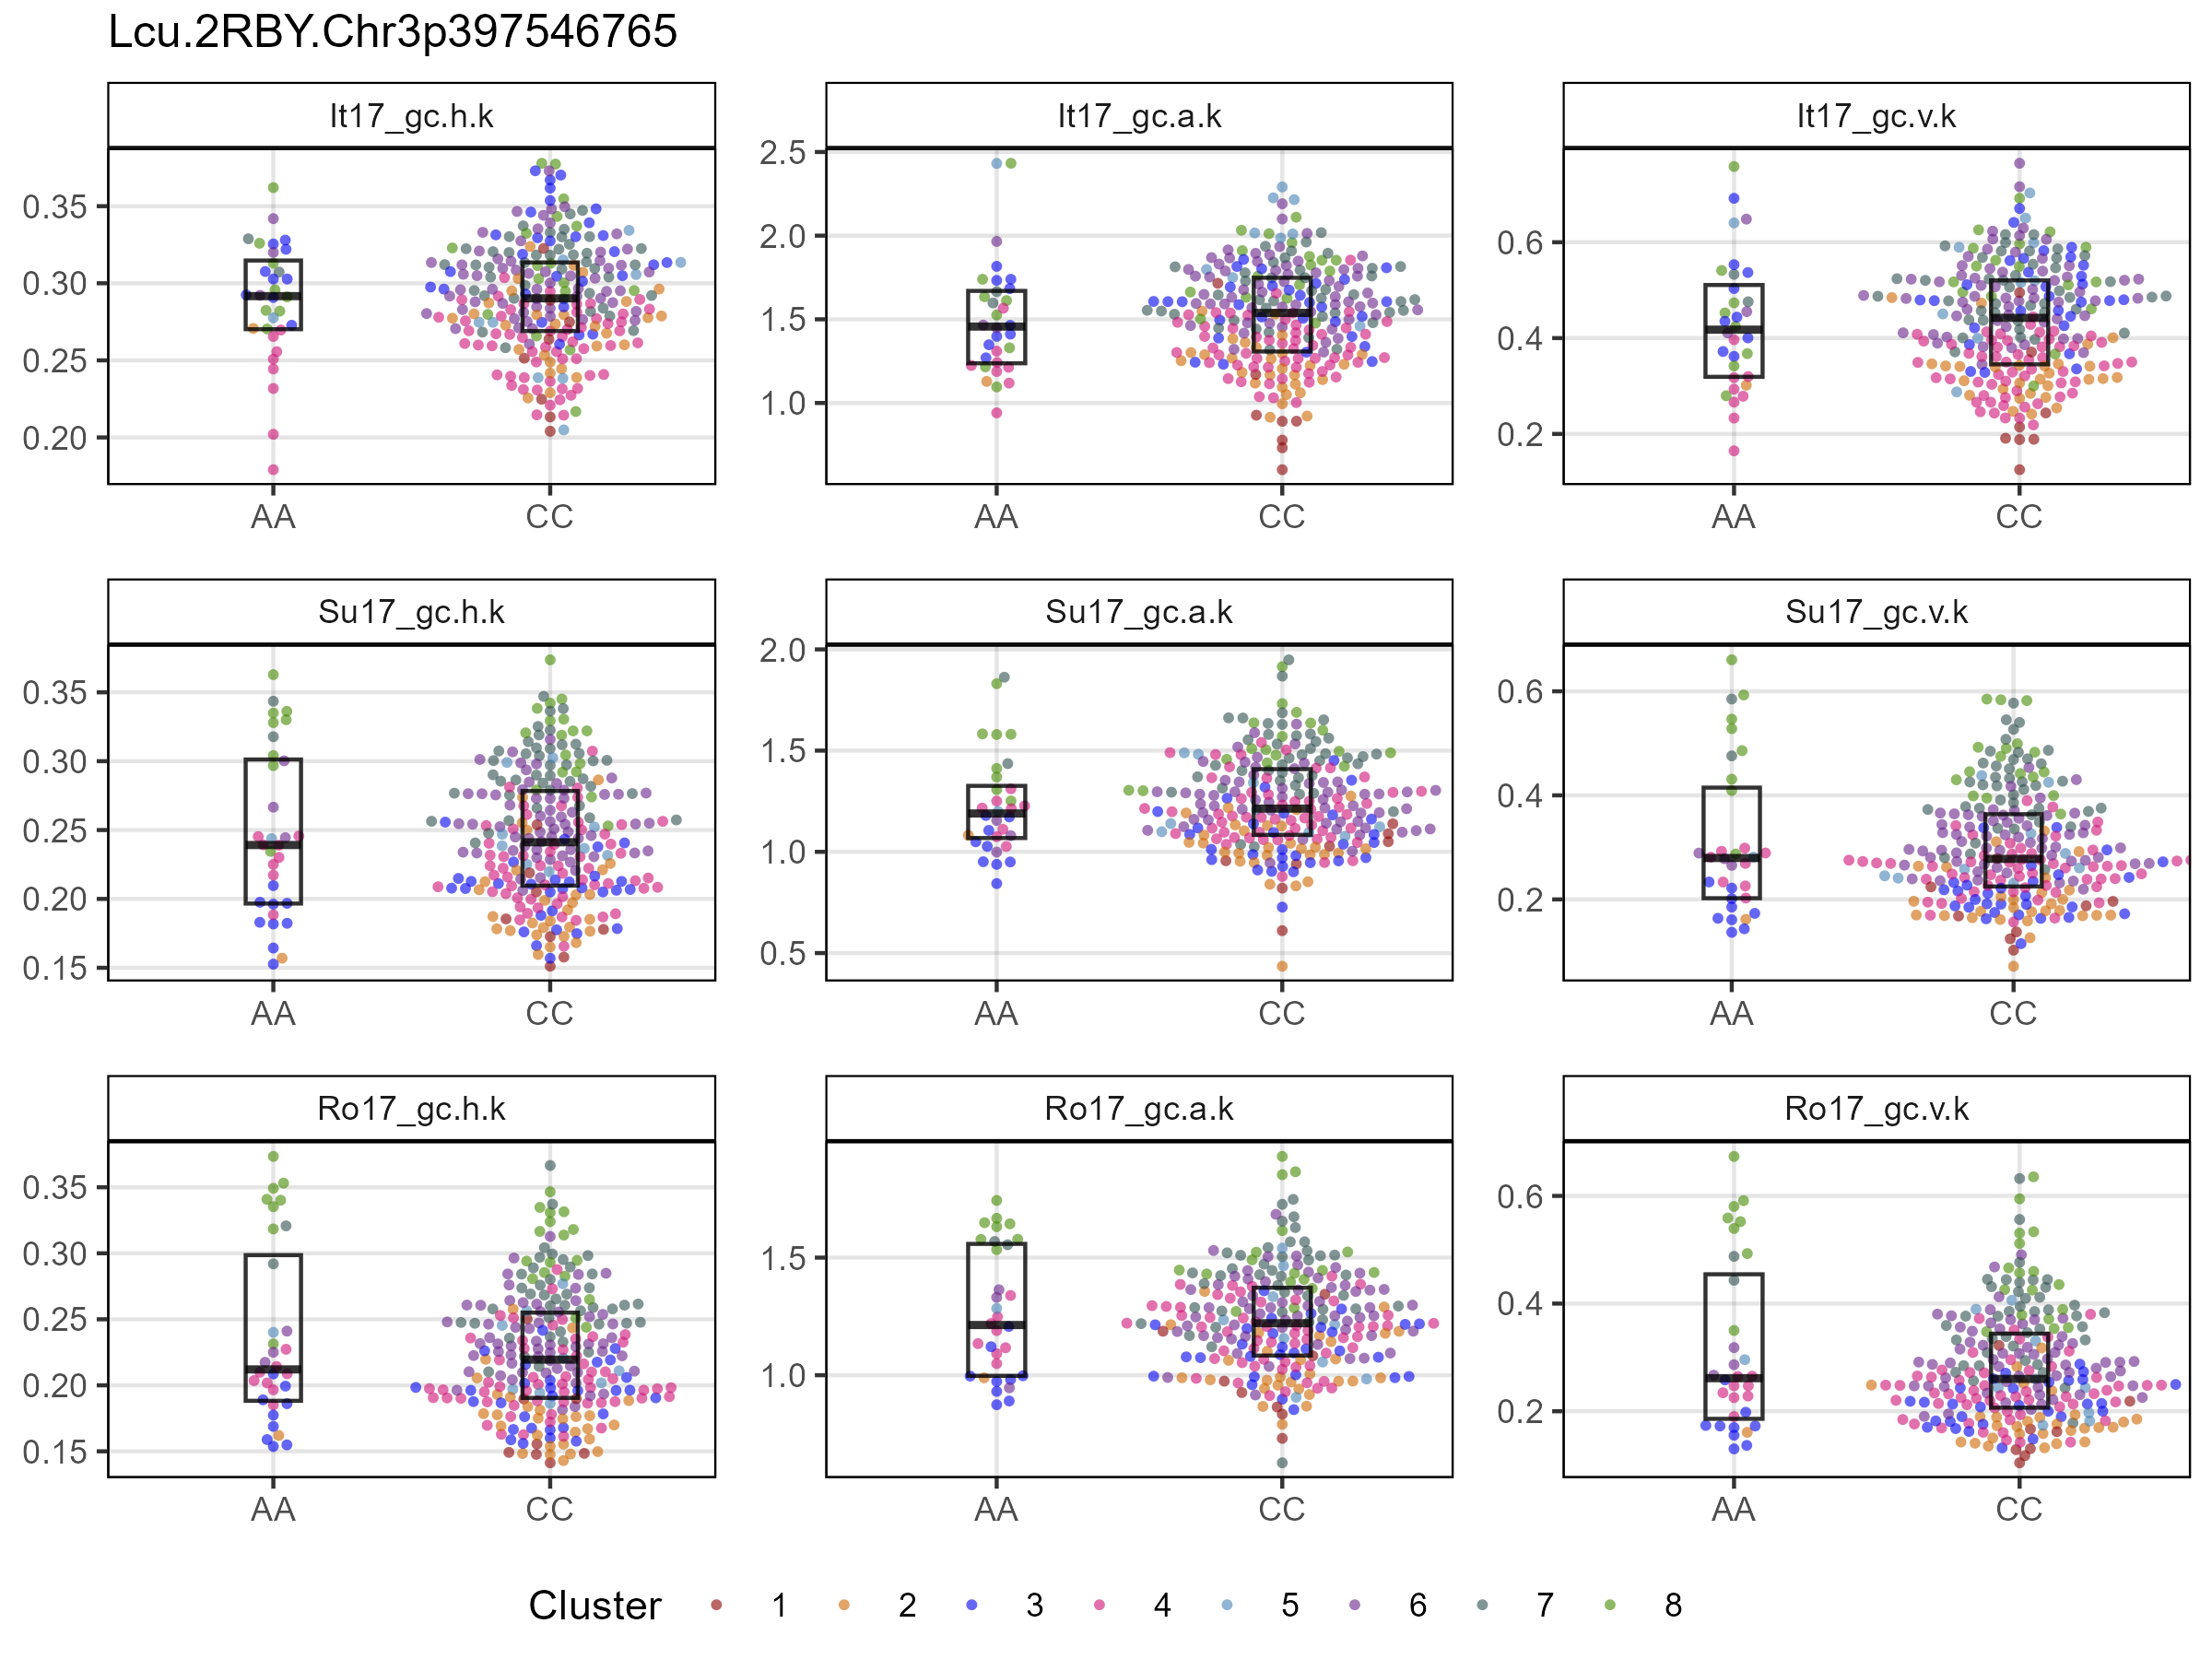 Lcu.2RBY.Chr3p397546765
It17_gc.h.k
0.35
0.30
0.25
0.20
AA CC
It17_gc.a.k
2.5
2.0
1.5
1.0
AA CC
It17_gc.v.k
0.6
0.4
0.2
AA CC
Su17_gc.h.k
0.35
0.30
0.25
0.20
0.15
AA CC
Su17_gc.a.k
2.0
1.5
1.0
0.5
AA CC
Su17_gc.v.k
0.6
0.4
0.2
AA CC
Ro17_gc.h.k
0.35
0.30
0.25
0.20
0.15
AA CC
Ro17_gc.a.k
1.5
1.0
AA CC
Ro17_gc.v.k
0.6
0.4
0.2
AA CC
Cluster 1 2 3 4 5 6 7 8